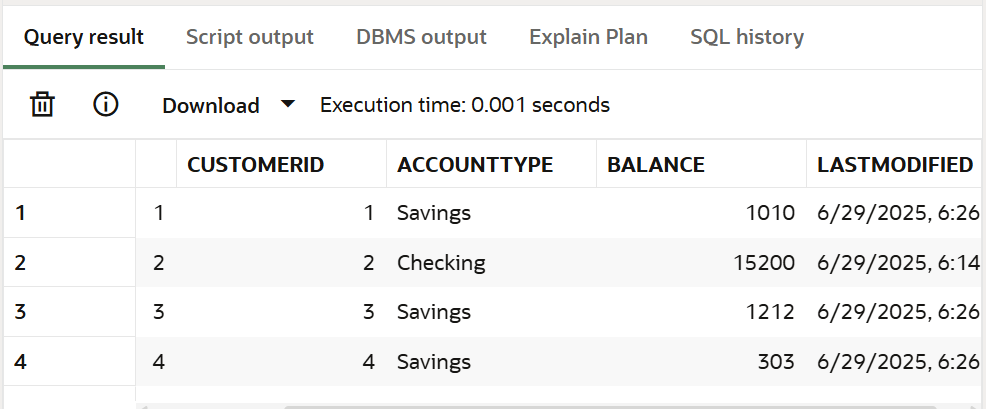 Query result Script output DBMS output Explain Plan SQL history
Download Execution time: 0.001 seconds
CUSTOMERID ACCOUNTTYPE BALANCE LASTMODIFIED
1 1 1 Savings 1010 6/29/2025, 6:26
2 2 2 Checking 15200 6/29/2025, 6:14
3 3 3 Savings 1212 6/29/2025, 6:26
4 4 4 Savings 303 6/29/2025, 6:26